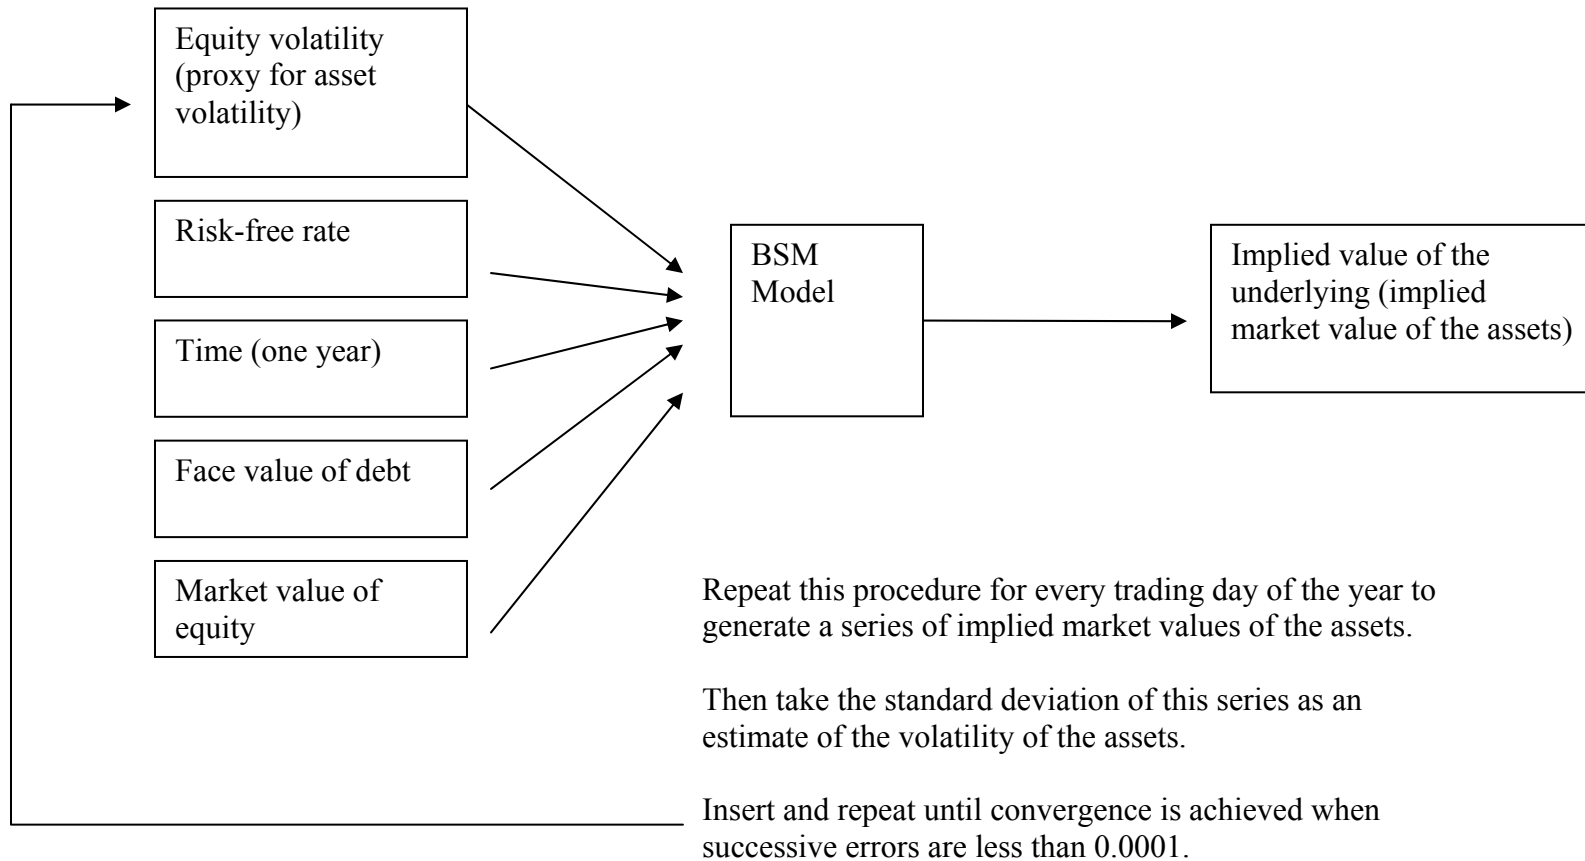 Equity volatility
(proxy for asset
volatility)
Risk-free rate
Time (one year)
Face value of debt
Market value of
equity
BSM
Model
Implied value of the
underlying (implied
market value of the assets)
Repeat this procedure for every trading day of the year to
generate a series of implied market values of the assets.
Then take the standard deviation of this series as an
estimate of the volatility of the assets.
Insert and repeat until convergence is achieved when
successive errors are less than 0.0001.